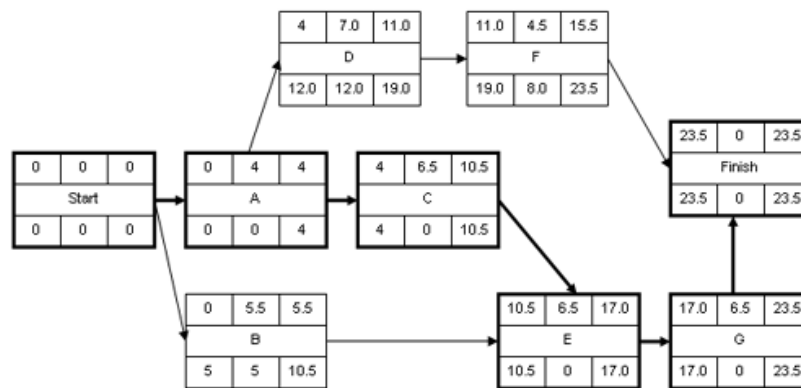 4 7.0 11.0
D
12.0 12.0 19.0
11.0 4.5 15.5
F
19.0 8.0 23.5
23.5 0 23.5
Finish
23.5 0 23.5
0 0 0
Start
0 0 0
0 4 4
A
0 0 4
4 6.5 10.5
C
4 0 10.5
0 5.5 5.5
B
5 5 10.5
10.5 6.5 17.0
E
10.5 0 17.0
17.0 6.5 23.5
G
17.0 0 23.5